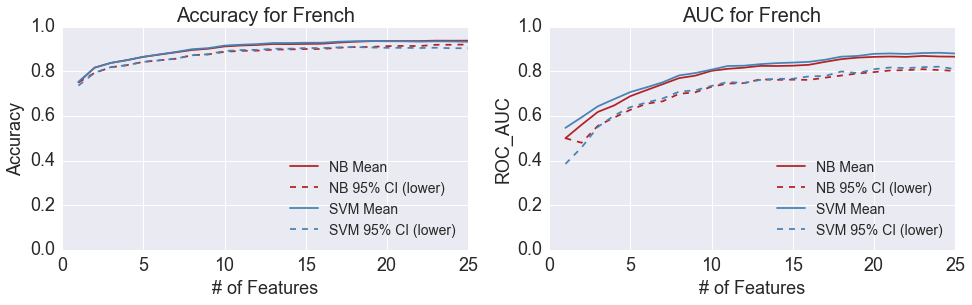 Accuracy for French
1.0
0.8
0.6
0.4
0.2
0.0
Accuracy
NB Mean
NB 95% CI (lower)
SVM Mean
SVM 95% CI (lower)
0 5 10 15 20 25
# of Features
AUC for French
1.0
0.8
0.6
0.4
0.2
0.0
ROC_AUC
NB Mean
NB 95% CI (lower)
SVM Mean
SVM 95% CI (lower)
0 5 10 15 20 25
# of Features